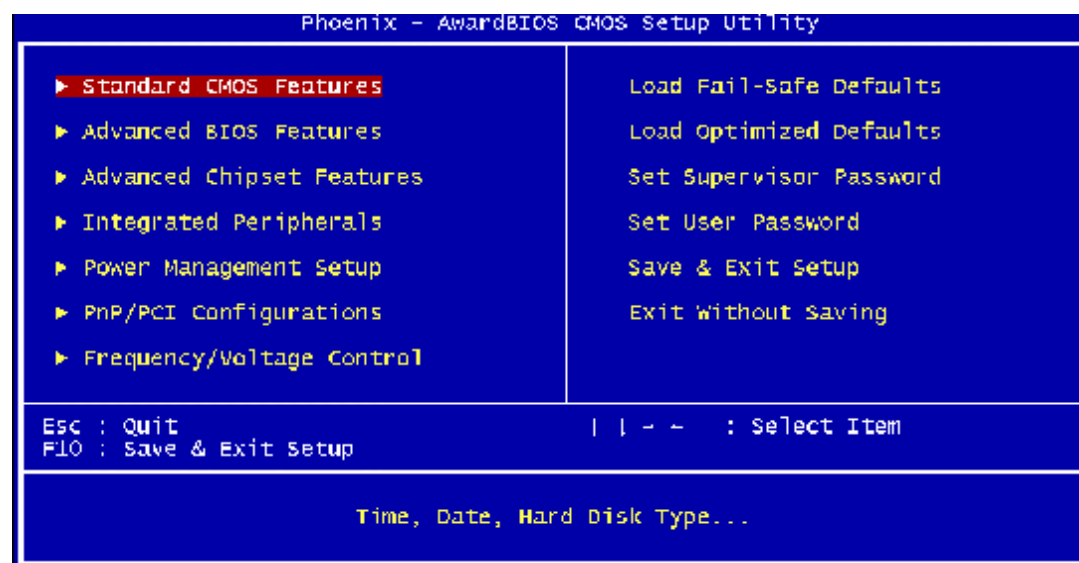 Phoenix - AwardBIOS CMOS Setup Utility
Standard CMOS Features
Advanced BIOS Features
Advanced Chipset Features
Integrated Peripherals
Power Management Setup
PnP/PCI Configurations
Frequency/Voltage Control
Load Fail-Safe Defaults
Load Optimized Defaults
Set Supervisor Password
Set User Password
Save & Exit Setup
Exit Without Saving
Esc : Quit
F10 : Save & Exit Setup
: Select Item
Time, Date, Hard Disk Type...